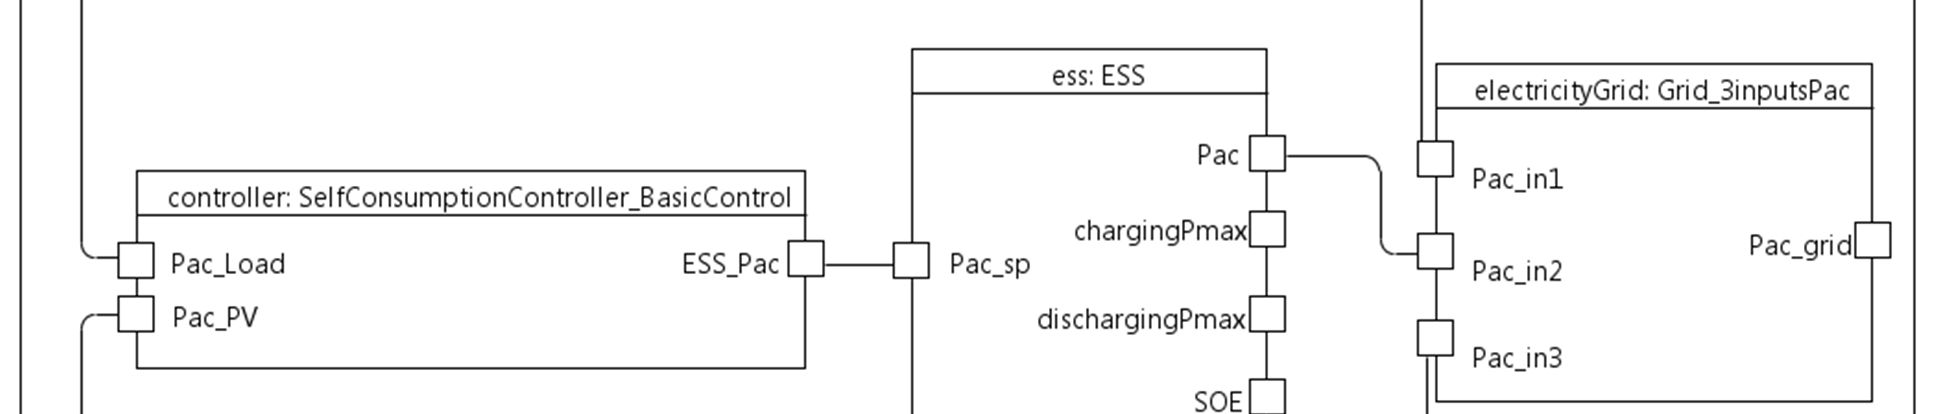 ess: ESS
electricityGrid: Grid_3inputsPac
Pac
Pac_in1
controller: SelfConsumptionController_BasicControl
chargingPmax
Pac_grid
Pac_Load
ESS_Pac
Pac_sp
Pac_in2
Pac_PV
dischargingPmax
Pac_in3
SOE